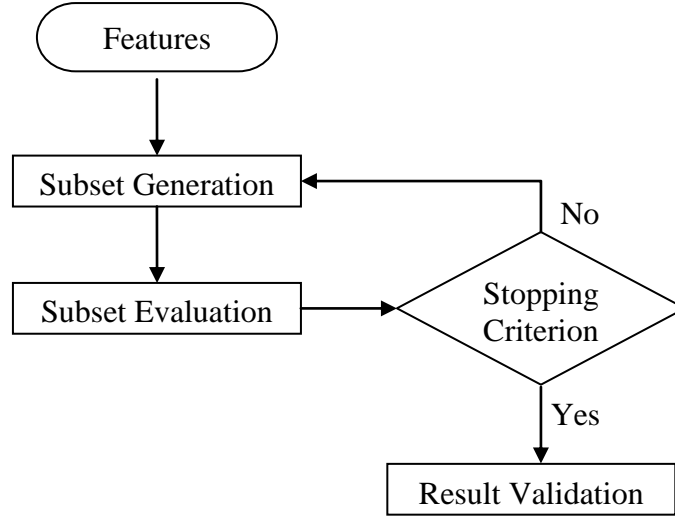 Features
Subset Generation
No
Subset Evaluation
Stopping
Criterion
Yes
Result Validation